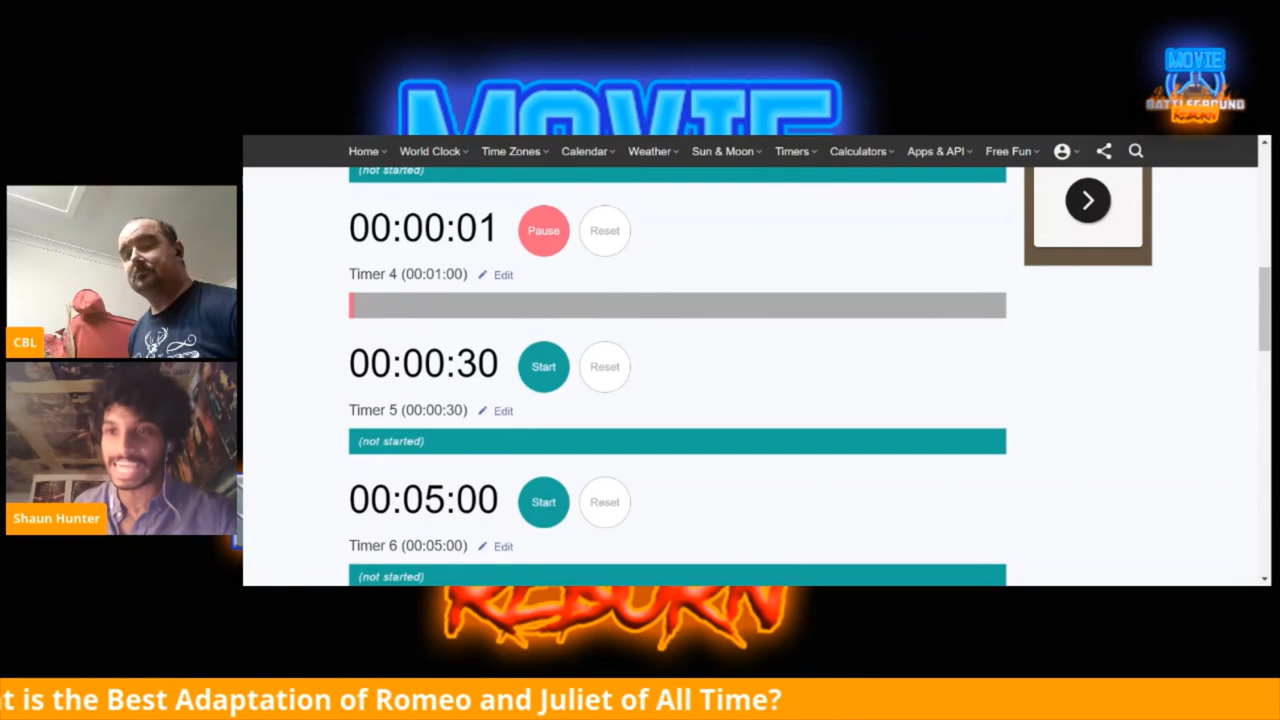 MOVIE
MOVIE
BATTLEGROUND
REBORN
Home World Clock Time Zones Calendar Weather Sun & Moon Timers Calculators Apps & API Free Fun
(not started)
00:00:01 Pause Reset
Timer 4 (00:01:00) Edit
00:00:30 Start Reset
Timer 5 (00:00:30) Edit
(not started)
00:05:00 Start Reset
Timer 6 (00:05:00) Edit
(not started)
CBL
Shaun Hunter
REBORN
t is the Best Adaptation of Romeo and Juliet of All Time?